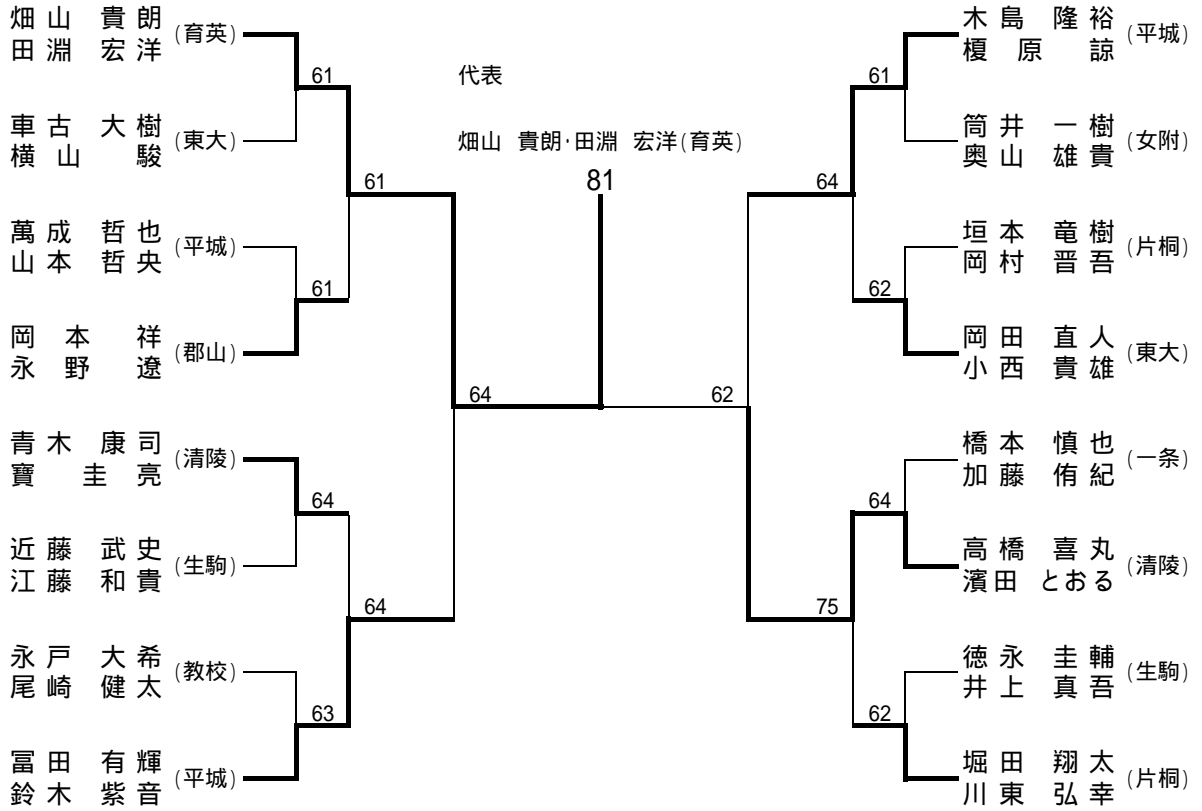 畑山 貴朗
田淵 宏洋
(育英)
61
車古 大樹
横山 駿
(東大)
61
萬成 哲也
山本 哲央
(平城)
61
岡本 祥
永野 遼
(郡山)
64
青木 康司
寶 圭亮
(清陵)
64
近藤 武史
江藤 和貴
(生駒)
64
永戸 大希
尾崎 健太
(教校)
63
冨田 有輝
鈴木 紫音
(平城)
代表
畑山 貴朗･田淵 宏洋(育英)
81
木島 隆裕
榎原 諒
(平城)
61
筒井 一樹
奥山 雄貴
(女附)
64
垣本 竜樹
岡村 晋吾
(片桐)
62
岡田 直人
小西 貴雄
(東大)
62
橋本 慎也
加藤 侑紀
(一条)
64
高橋 喜丸
濱田 とおる
(清陵)
75
徳永 圭輔
井上 真吾
(生駒)
62
堀田 翔太
川東 弘幸
(片桐)